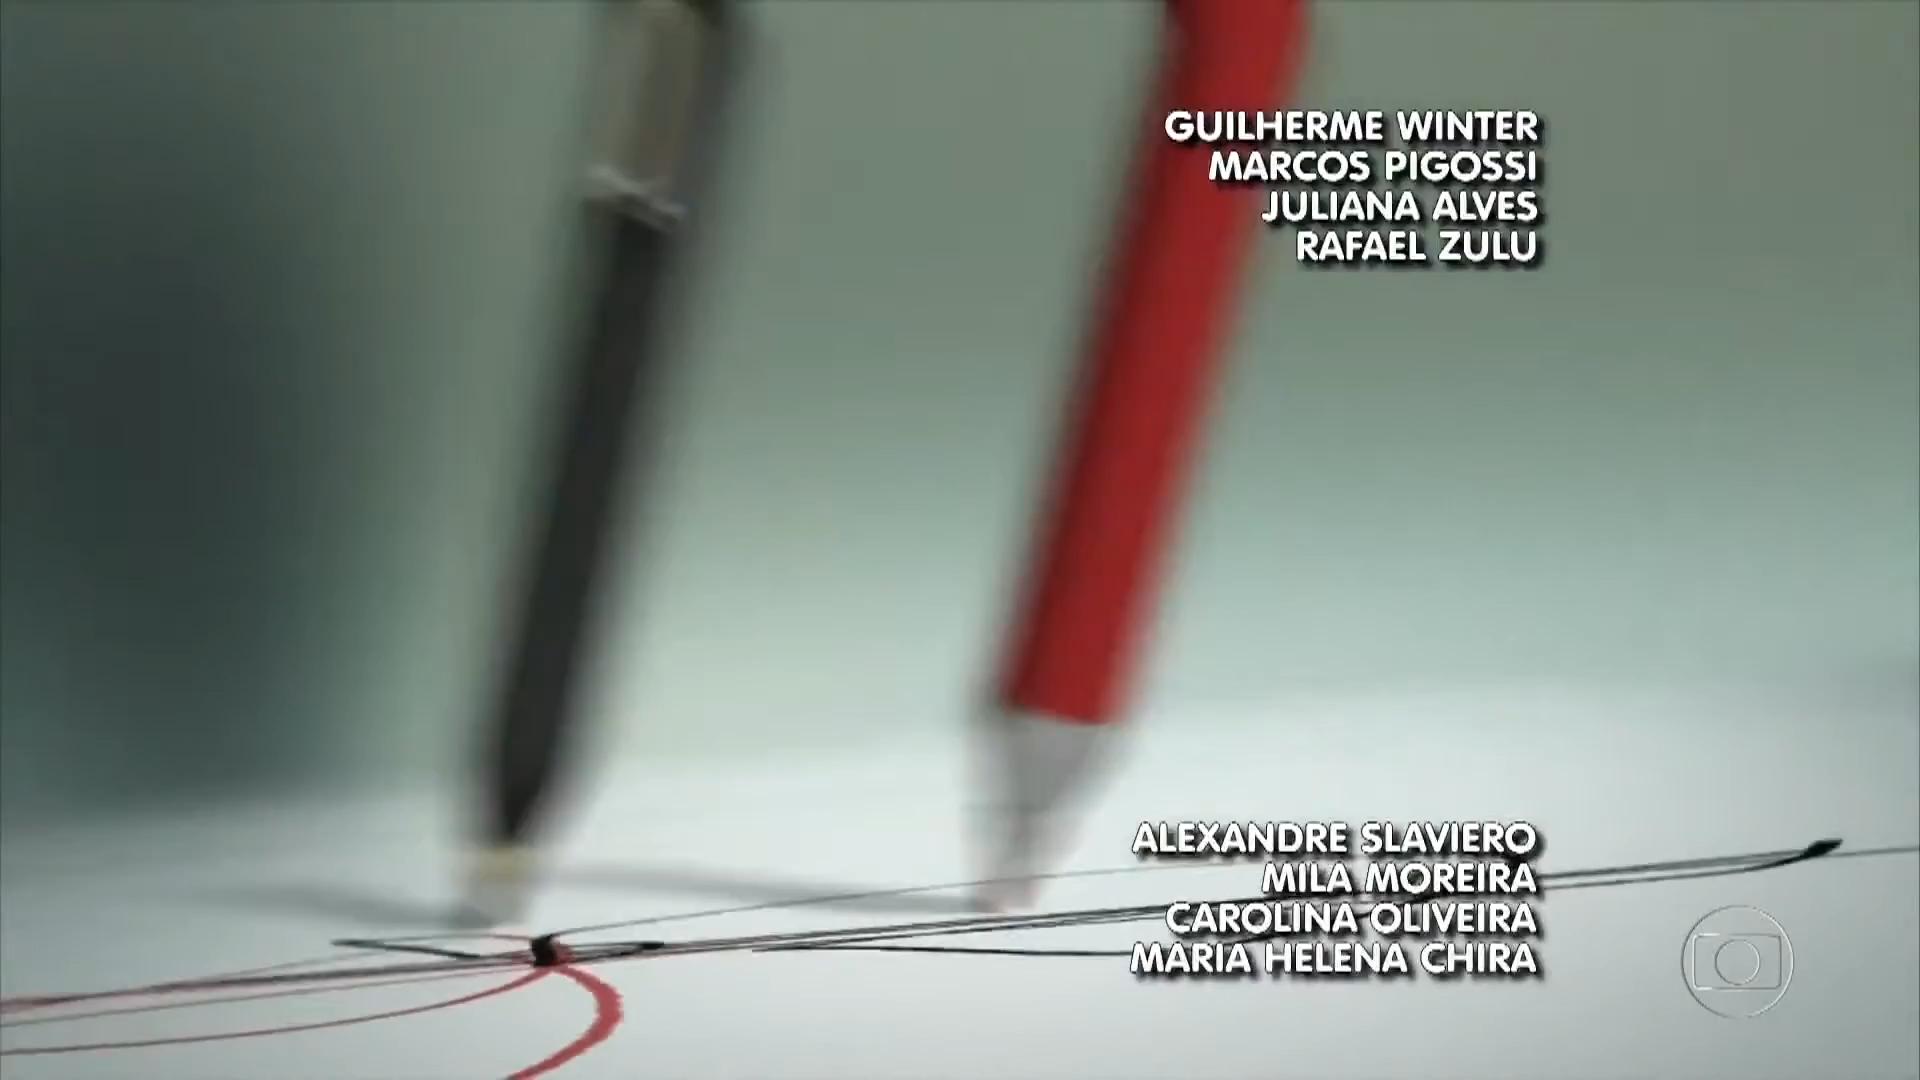 GUILHERME WINTER
MARCOS PIGOSSI
JULIANA ALVES
RAFAEL ZULU
ALEXANDRE SLAVIERO
MILA MOREIRA
CAROLINA OLIVEIRA
MARIA HELENA CHIRA